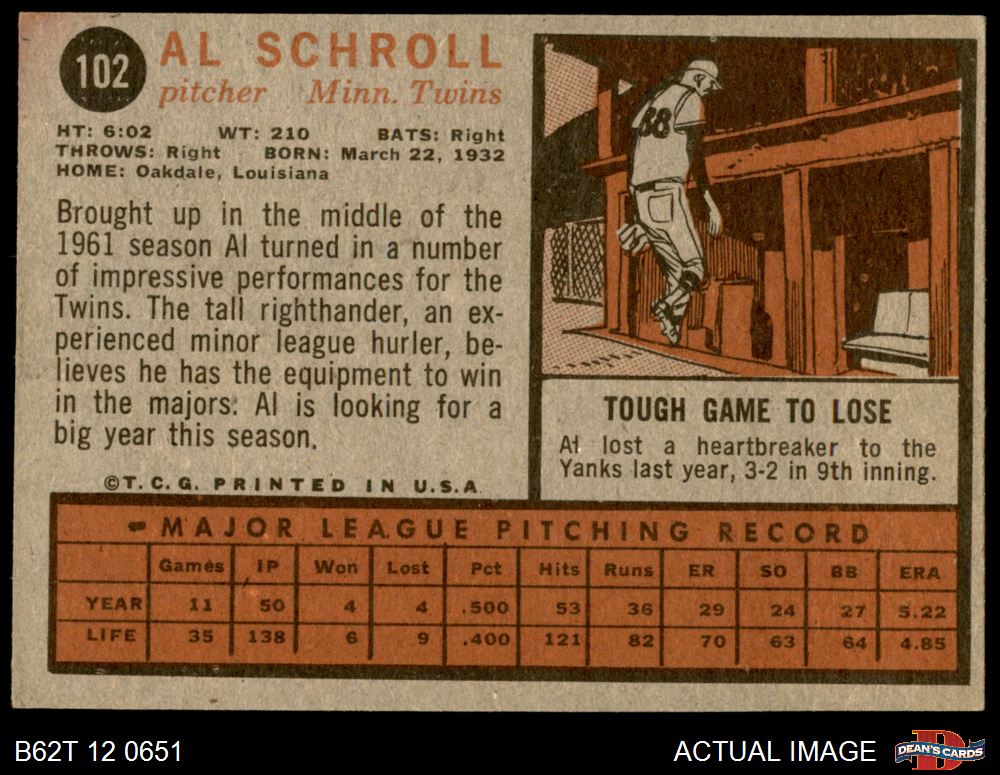 102
AL SCHROLL
pitcher Minn. Twins
HT: 6:02 WT: 210 BATS: Right
THROWS: Right BORN: March 22, 1932
HOME: Oakdale, Louisiana
Brought up in the middle of the
1961 season Al turned in a number
of impressive performances for the
Twins. The tall righthander, an ex-
perienced minor league hurler, be-
lieves he has the equipment to win
in the majors: Al is looking for a
big year this season.
©T.C.G. PRINTED IN U.S.A
88
TOUGH GAME TO LOSE
Al lost a heartbreaker to the
Yanks last year, 3-2 in 9th inning.
MAJOR LEAGUE PITCHING RECORD
Games IP Won Lost Pct Hits Runs ER SO BB ERA
YEAR 11 50 4 4 .500 53 36 29 24 27 5.22
LIFE 35 138 6 9 .400 121 82 70 63 64 4.85
B62T 12 0651
ACTUAL IMAGE
D
DEAN'S CARDS